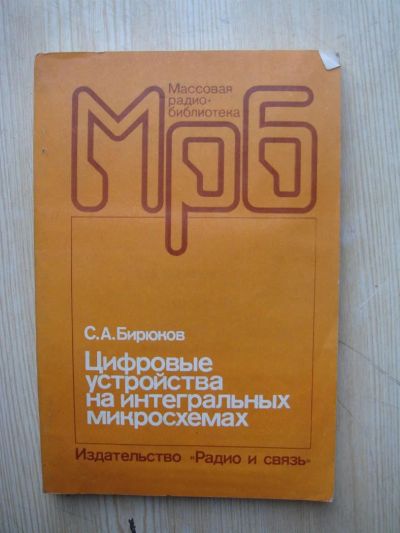 Массовая
радио-
библиотека
Мрб
С.А.Бирюков
Цифровые
устройства
на интегральных
микросхемах
Издательство «Радио и связь»